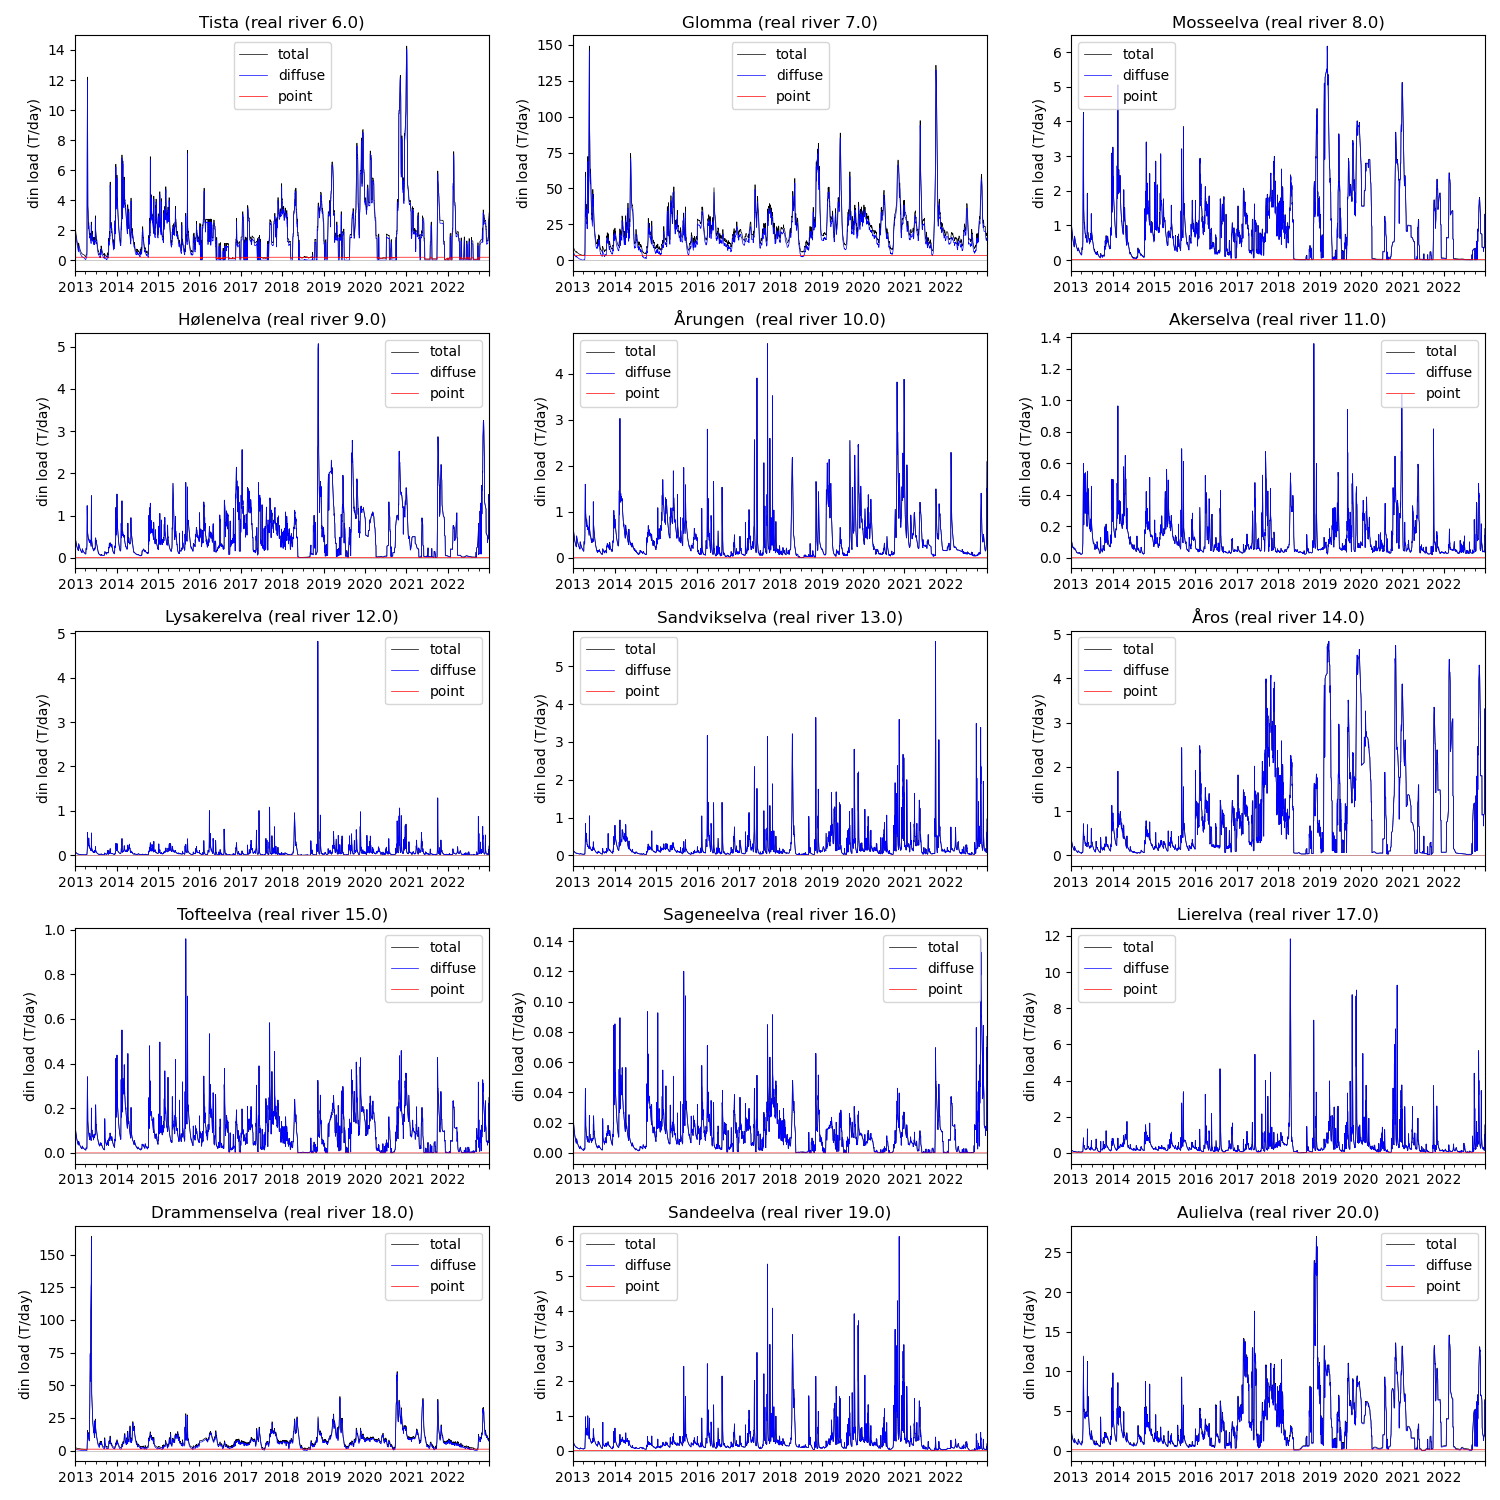 Tista (real river 6.0)
din load (T/day)
14
12
10
8
6
4
2
0
total
diffuse
point
2013 2014 2015 2016 2017 2018 2019 2020 2021 2022
Glomma (real river 7.0)
din load (T/day)
150
125
100
75
50
25
0
total
diffuse
point
2013 2014 2015 2016 2017 2018 2019 2020 2021 2022
Mosseelva (real river 8.0)
din load (T/day)
6
5
4
3
2
1
0
total
diffuse
point
2013 2014 2015 2016 2017 2018 2019 2020 2021 2022
Hølenelva (real river 9.0)
din load (T/day)
5
4
3
2
1
0
total
diffuse
point
2013 2014 2015 2016 2017 2018 2019 2020 2021 2022
Årungen  (real river 10.0)
din load (T/day)
4
3
2
1
0
total
diffuse
point
2013 2014 2015 2016 2017 2018 2019 2020 2021 2022
Akerselva (real river 11.0)
din load (T/day)
1.4
1.2
1.0
0.8
0.6
0.4
0.2
0.0
total
diffuse
point
2013 2014 2015 2016 2017 2018 2019 2020 2021 2022
Lysakerelva (real river 12.0)
din load (T/day)
5
4
3
2
1
0
total
diffuse
point
2013 2014 2015 2016 2017 2018 2019 2020 2021 2022
Sandvikselva (real river 13.0)
din load (T/day)
5
4
3
2
1
0
total
diffuse
point
2013 2014 2015 2016 2017 2018 2019 2020 2021 2022
Åros (real river 14.0)
din load (T/day)
5
4
3
2
1
0
total
diffuse
point
2013 2014 2015 2016 2017 2018 2019 2020 2021 2022
Tofteelva (real river 15.0)
din load (T/day)
1.0
0.8
0.6
0.4
0.2
0.0
total
diffuse
point
2013 2014 2015 2016 2017 2018 2019 2020 2021 2022
Sageneelva (real river 16.0)
din load (T/day)
0.14
0.12
0.10
0.08
0.06
0.04
0.02
0.00
total
diffuse
point
2013 2014 2015 2016 2017 2018 2019 2020 2021 2022
Lierelva (real river 17.0)
din load (T/day)
12
10
8
6
4
2
0
total
diffuse
point
2013 2014 2015 2016 2017 2018 2019 2020 2021 2022
Drammenselva (real river 18.0)
din load (T/day)
150
125
100
75
50
25
0
total
diffuse
point
2013 2014 2015 2016 2017 2018 2019 2020 2021 2022
Sandeelva (real river 19.0)
din load (T/day)
6
5
4
3
2
1
0
total
diffuse
point
2013 2014 2015 2016 2017 2018 2019 2020 2021 2022
Aulielva (real river 20.0)
din load (T/day)
25
20
15
10
5
0
total
diffuse
point
2013 2014 2015 2016 2017 2018 2019 2020 2021 2022